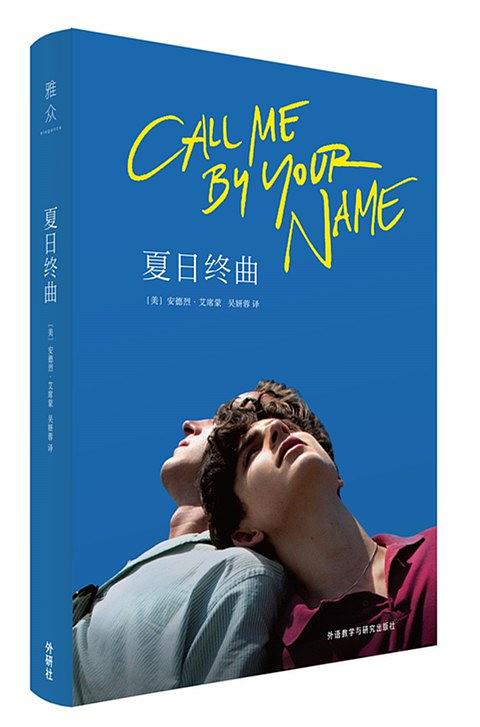 雅众
elegance
夏日终曲
［美］安德烈·艾席蒙 吴妍蓉 译
外研社
CALL ME
BY YOUR
NAME
夏日终曲
［美］安德烈·艾席蒙 吴妍蓉 译
外语教学与研究出版社